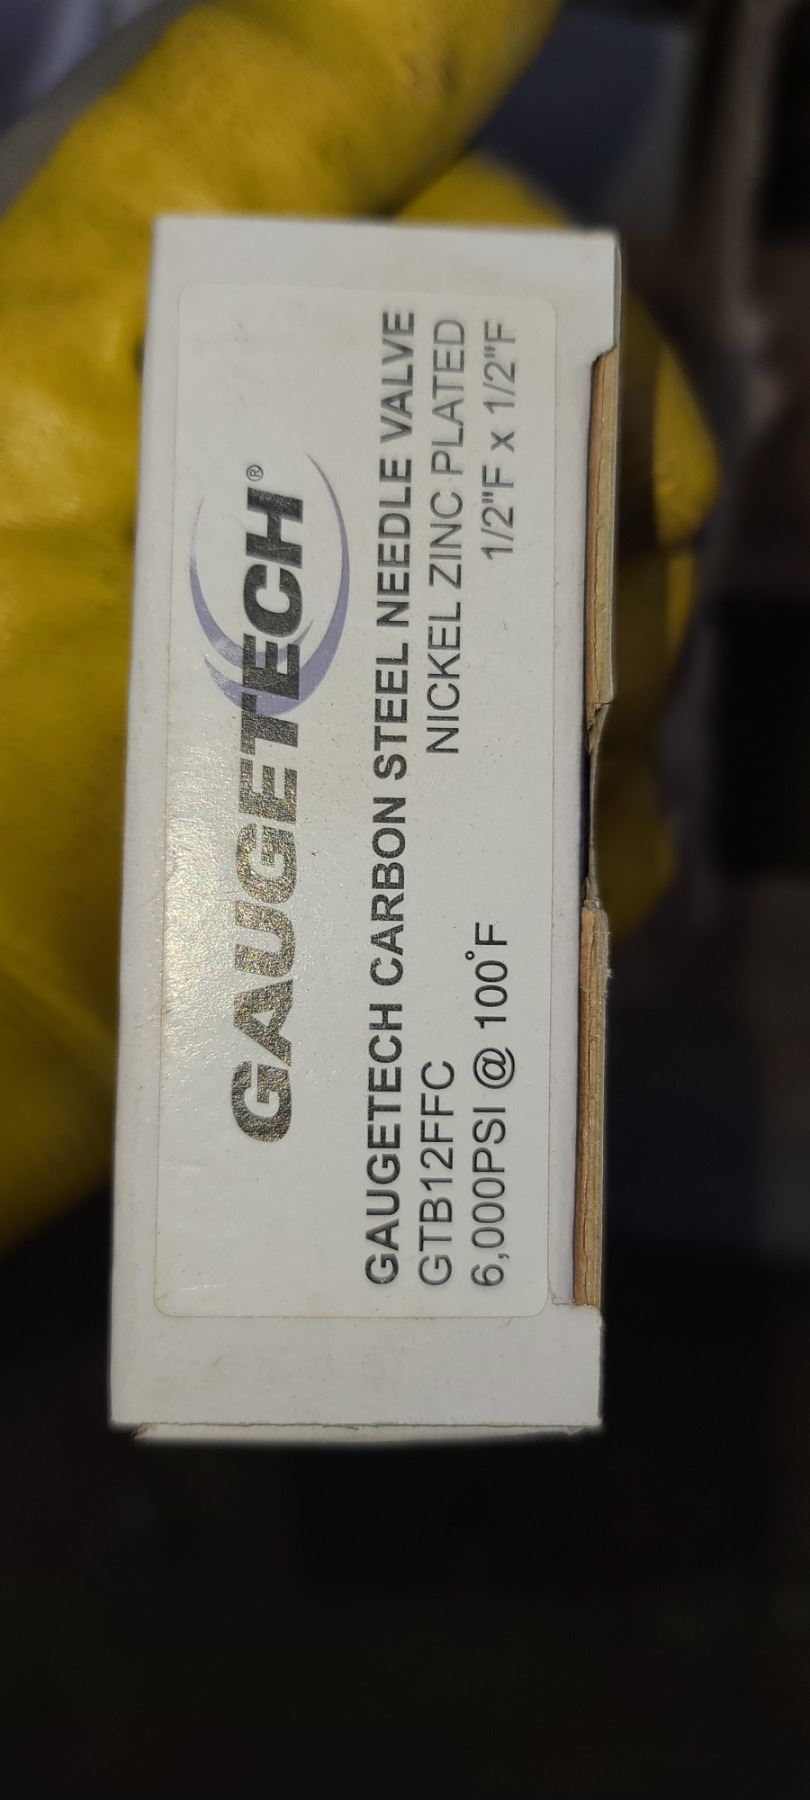 GAUGETECH®
GAUGETECH CARBON STEEL NEEDLE VALVE
GTB12FFC NICKEL ZINC PLATED
6,000PSI @ 100°F 1/2"F x 1/2"F